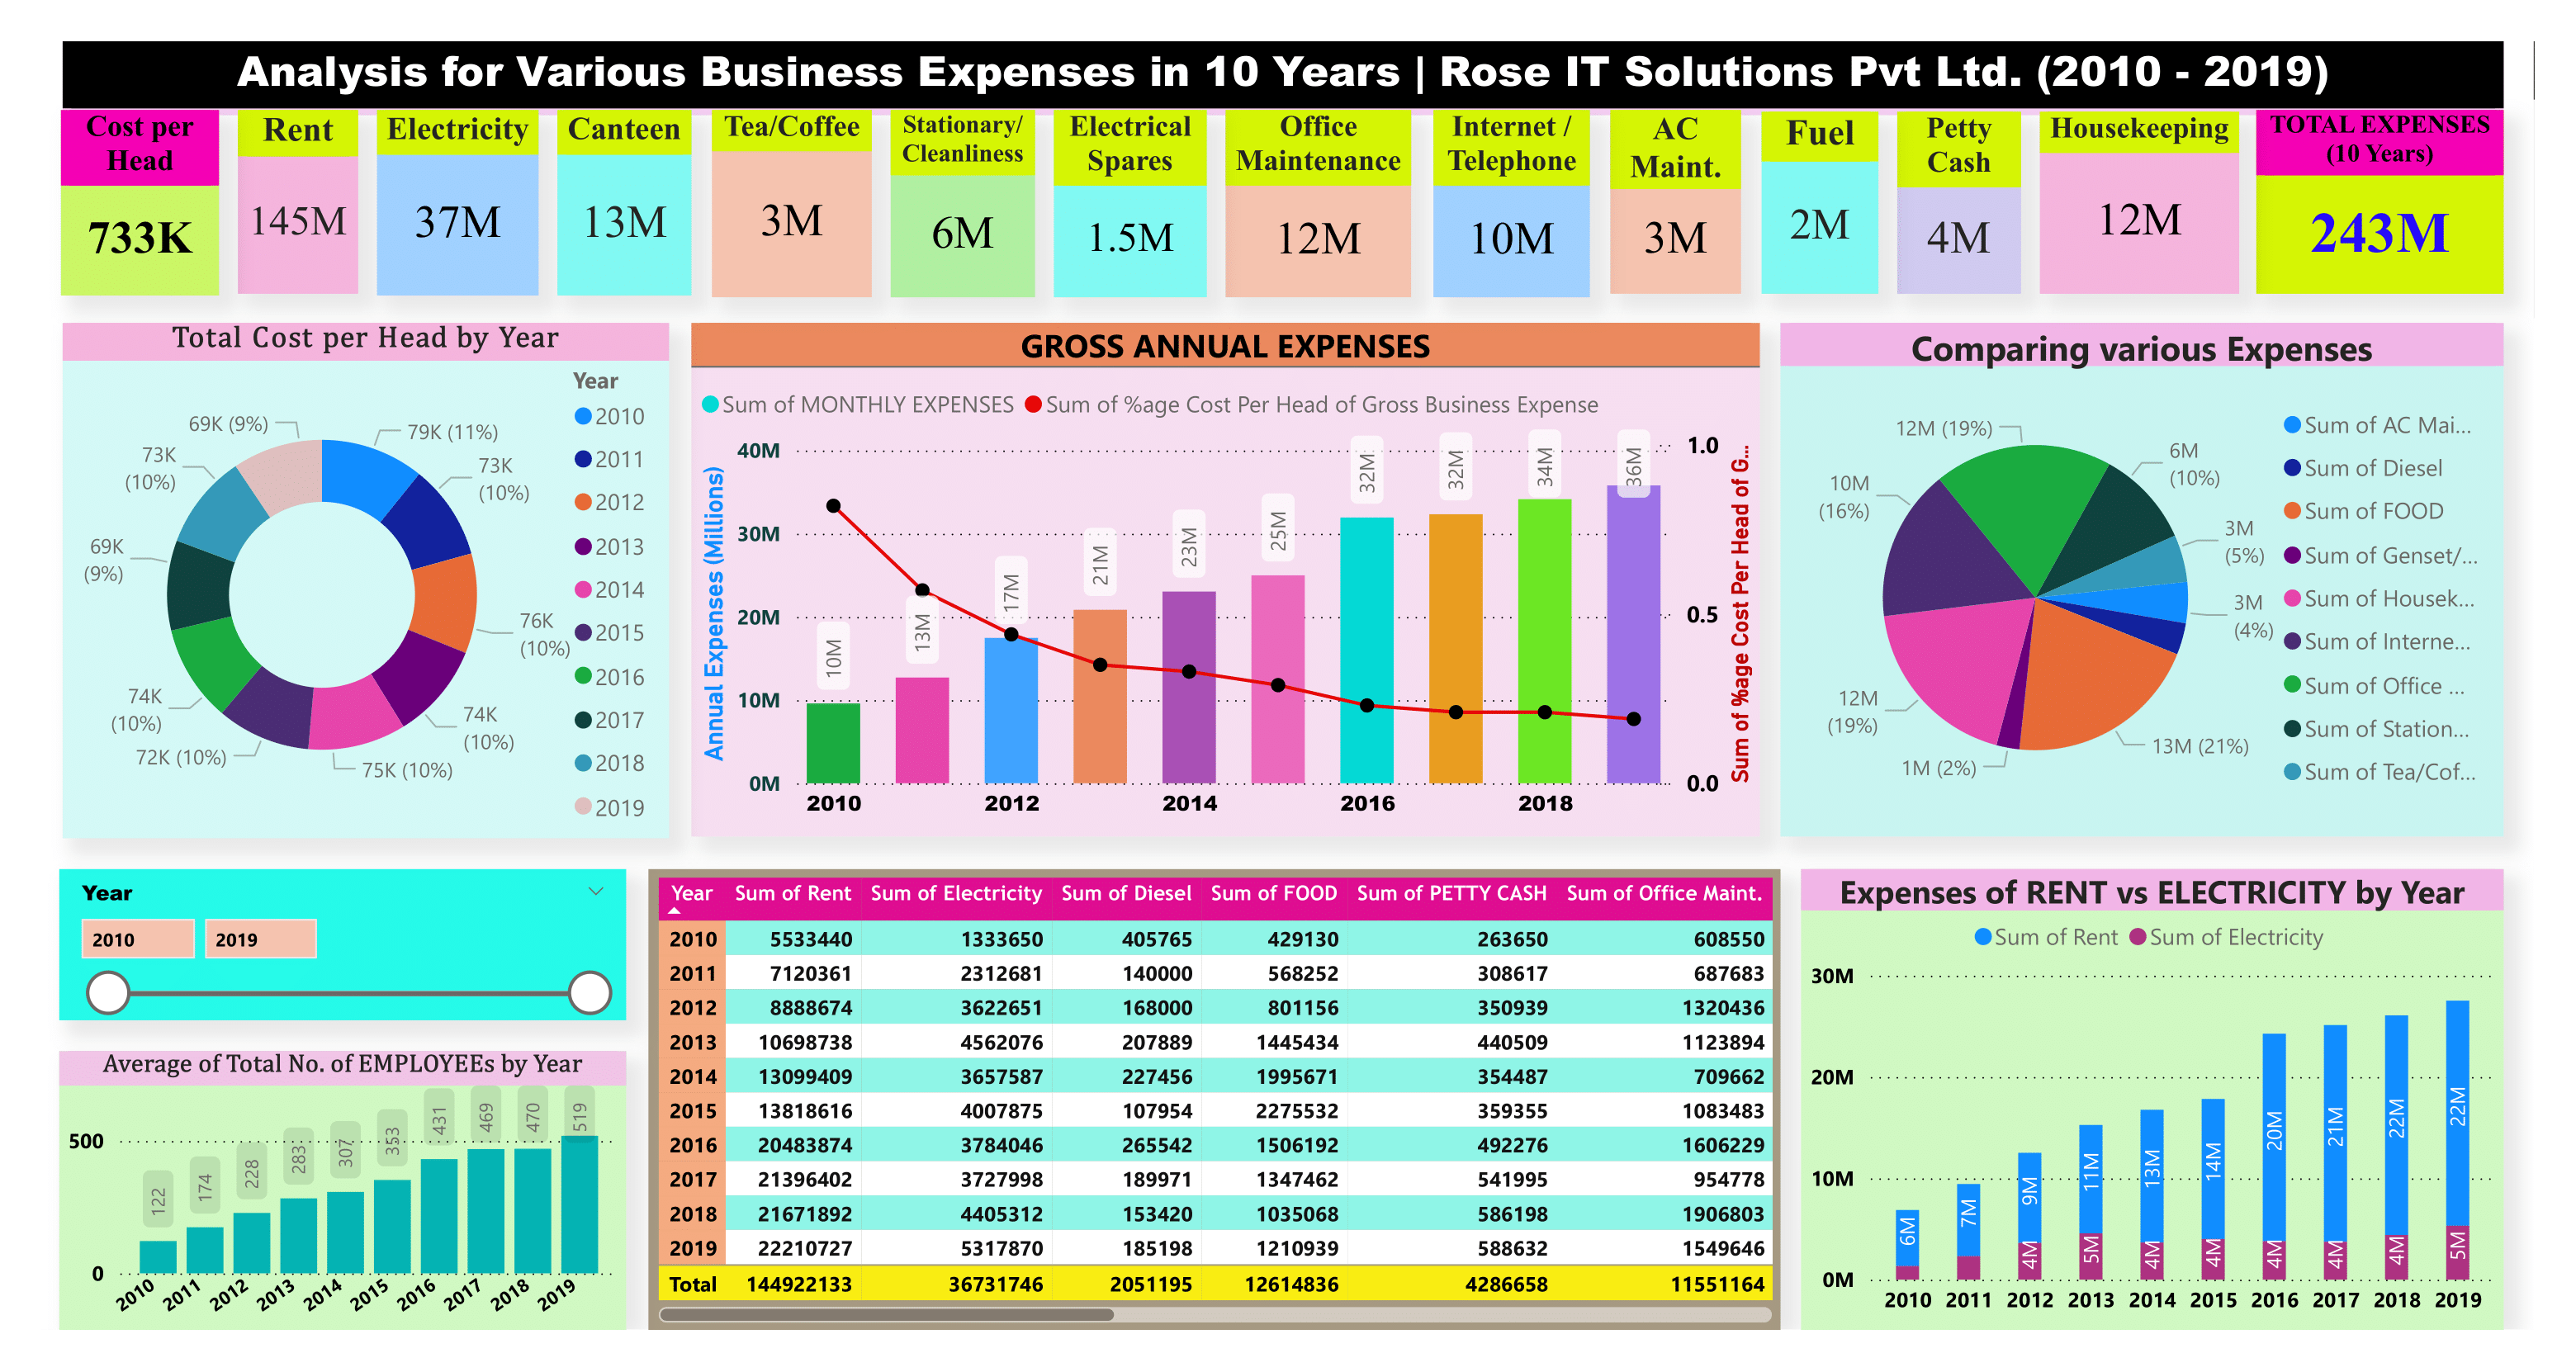 Analysis for Various Business Expenses in 10 Years | Rose IT Solutions Pvt Ltd. (2010 - 2019)
Cost per
Head
733K
Rent
145M
Electricity
37M
Canteen
13M
Tea/Coffee
3M
Stationary/
Cleanliness
6M
Electrical
Spares
1.5M
Office
Maintenance
12M
Internet /
Telephone
10M
AC
Maint.
3M
Fuel
2M
Petty
Cash
4M
Housekeeping
12M
TOTAL EXPENSES
(10 Years)
243M
Total Cost per Head by Year
69K (9%)
79K (11%)
73K
(10%)
73K
(10%)
69K
(9%)
76K
(10%)
74K
(10%)
74K
(10%)
72K (10%)
75K (10%)
Year
2010
2011
2012
2013
2014
2015
2016
2017
2018
2019
GROSS ANNUAL EXPENSES
Sum of MONTHLY EXPENSES
Sum of %age Cost Per Head of Gross Business Expense
Annual Expenses (Millions)
40M
30M
20M
10M
0M
10M
13M
17M
21M
23M
25M
32M
32M
34M
36M
2010
2012
2014
2016
2018
1.0
0.5
0.0
Sum of %age Cost Per Head of G...
Comparing various Expenses
12M (19%)
6M
(10%)
10M
(16%)
3M
(5%)
3M
(4%)
12M
(19%)
13M (21%)
1M (2%)
Sum of AC Mai...
Sum of Diesel
Sum of FOOD
Sum of Genset/...
Sum of Housek...
Sum of Interne...
Sum of Office ...
Sum of Station...
Sum of Tea/Cof...
Year
2010 2019
Average of Total No. of EMPLOYEEs by Year
500
0
122
174
228
283
307
353
431
469
470
519
2010 2011 2012 2013 2014 2015 2016 2017 2018 2019
Year Sum of Rent Sum of Electricity Sum of Diesel Sum of FOOD Sum of PETTY CASH Sum of Office Maint.
2010 5533440 1333650 405765 429130 263650 608550
2011 7120361 2312681 140000 568252 308617 687683
2012 8888674 3622651 168000 801156 350939 1320436
2013 10698738 4562076 207889 1445434 440509 1123894
2014 13099409 3657587 227456 1995671 354487 709662
2015 13818616 4007875 107954 2275532 359355 1083483
2016 20483874 3784046 265542 1506192 492276 1606229
2017 21396402 3727998 189971 1347462 541995 954778
2018 21671892 4405312 153420 1035068 586198 1906803
2019 22210727 5317870 185198 1210939 588632 1549646
Total 144922133 36731746 2051195 12614836 4286658 11551164
Expenses of RENT vs ELECTRICITY by Year
Sum of Rent Sum of Electricity
30M
20M
10M
0M
6M
7M
9M
11M
13M
14M
20M
21M
22M
22M
4M
5M
4M
4M
4M
4M
4M
5M
2010 2011 2012 2013 2014 2015 2016 2017 2018 2019